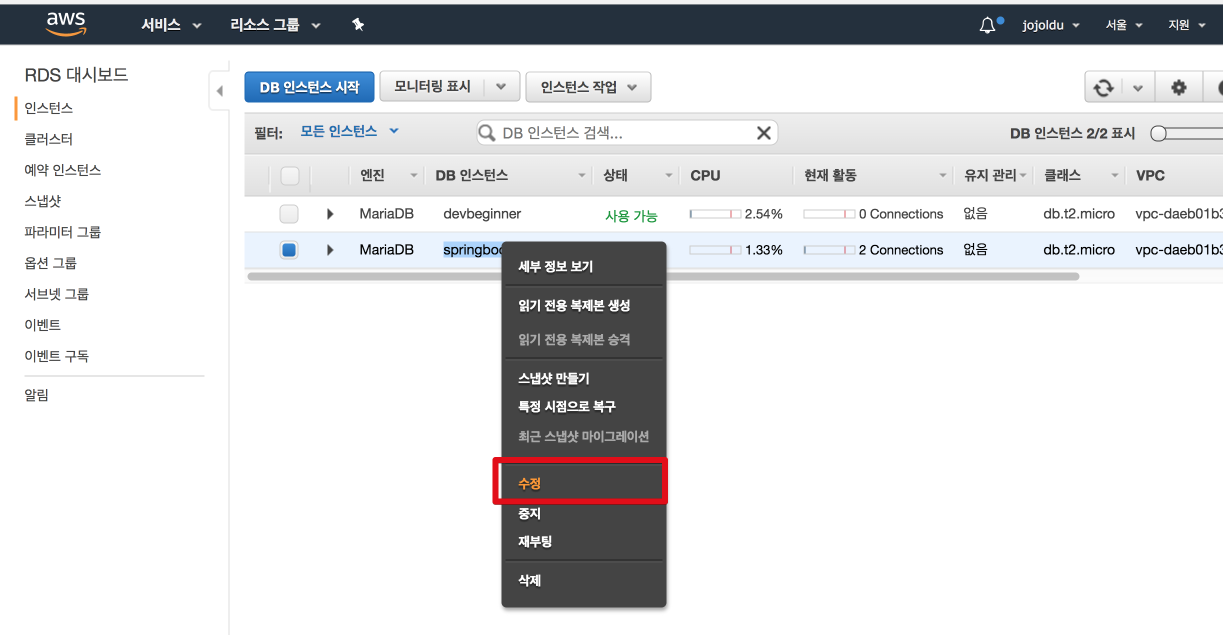 aws 서비스 리소스 그룹 jojoldu 서울 지원
RDS 대시보드
인스턴스
클러스터
예약 인스턴스
스냅샷
파라미터 그룹
옵션 그룹
서브넷 그룹
이벤트
이벤트 구독
알림
DB 인스턴스 시작 모니터링 표시 인스턴스 작업
필터: 모든 인스턴스 DB 인스턴스 검색... DB 인스턴스 2/2 표시
엔진 DB 인스턴스 상태 CPU 현재 활동 유지 관리 클래스 VPC
MariaDB devbeginner 사용 가능 2.54% 0 Connections 없음 db.t2.micro vpc-daeb01b3
MariaDB 1.33% 2 Connections 없음 db.t2.micro vpc-daeb01b3
세부 정보 보기
읽기 전용 복제본 생성
읽기 전용 복제본 승격
스냅샷 만들기
특정 시점으로 복구
최근 스냅샷 마이그레이션
수정
중지
재부팅
삭제